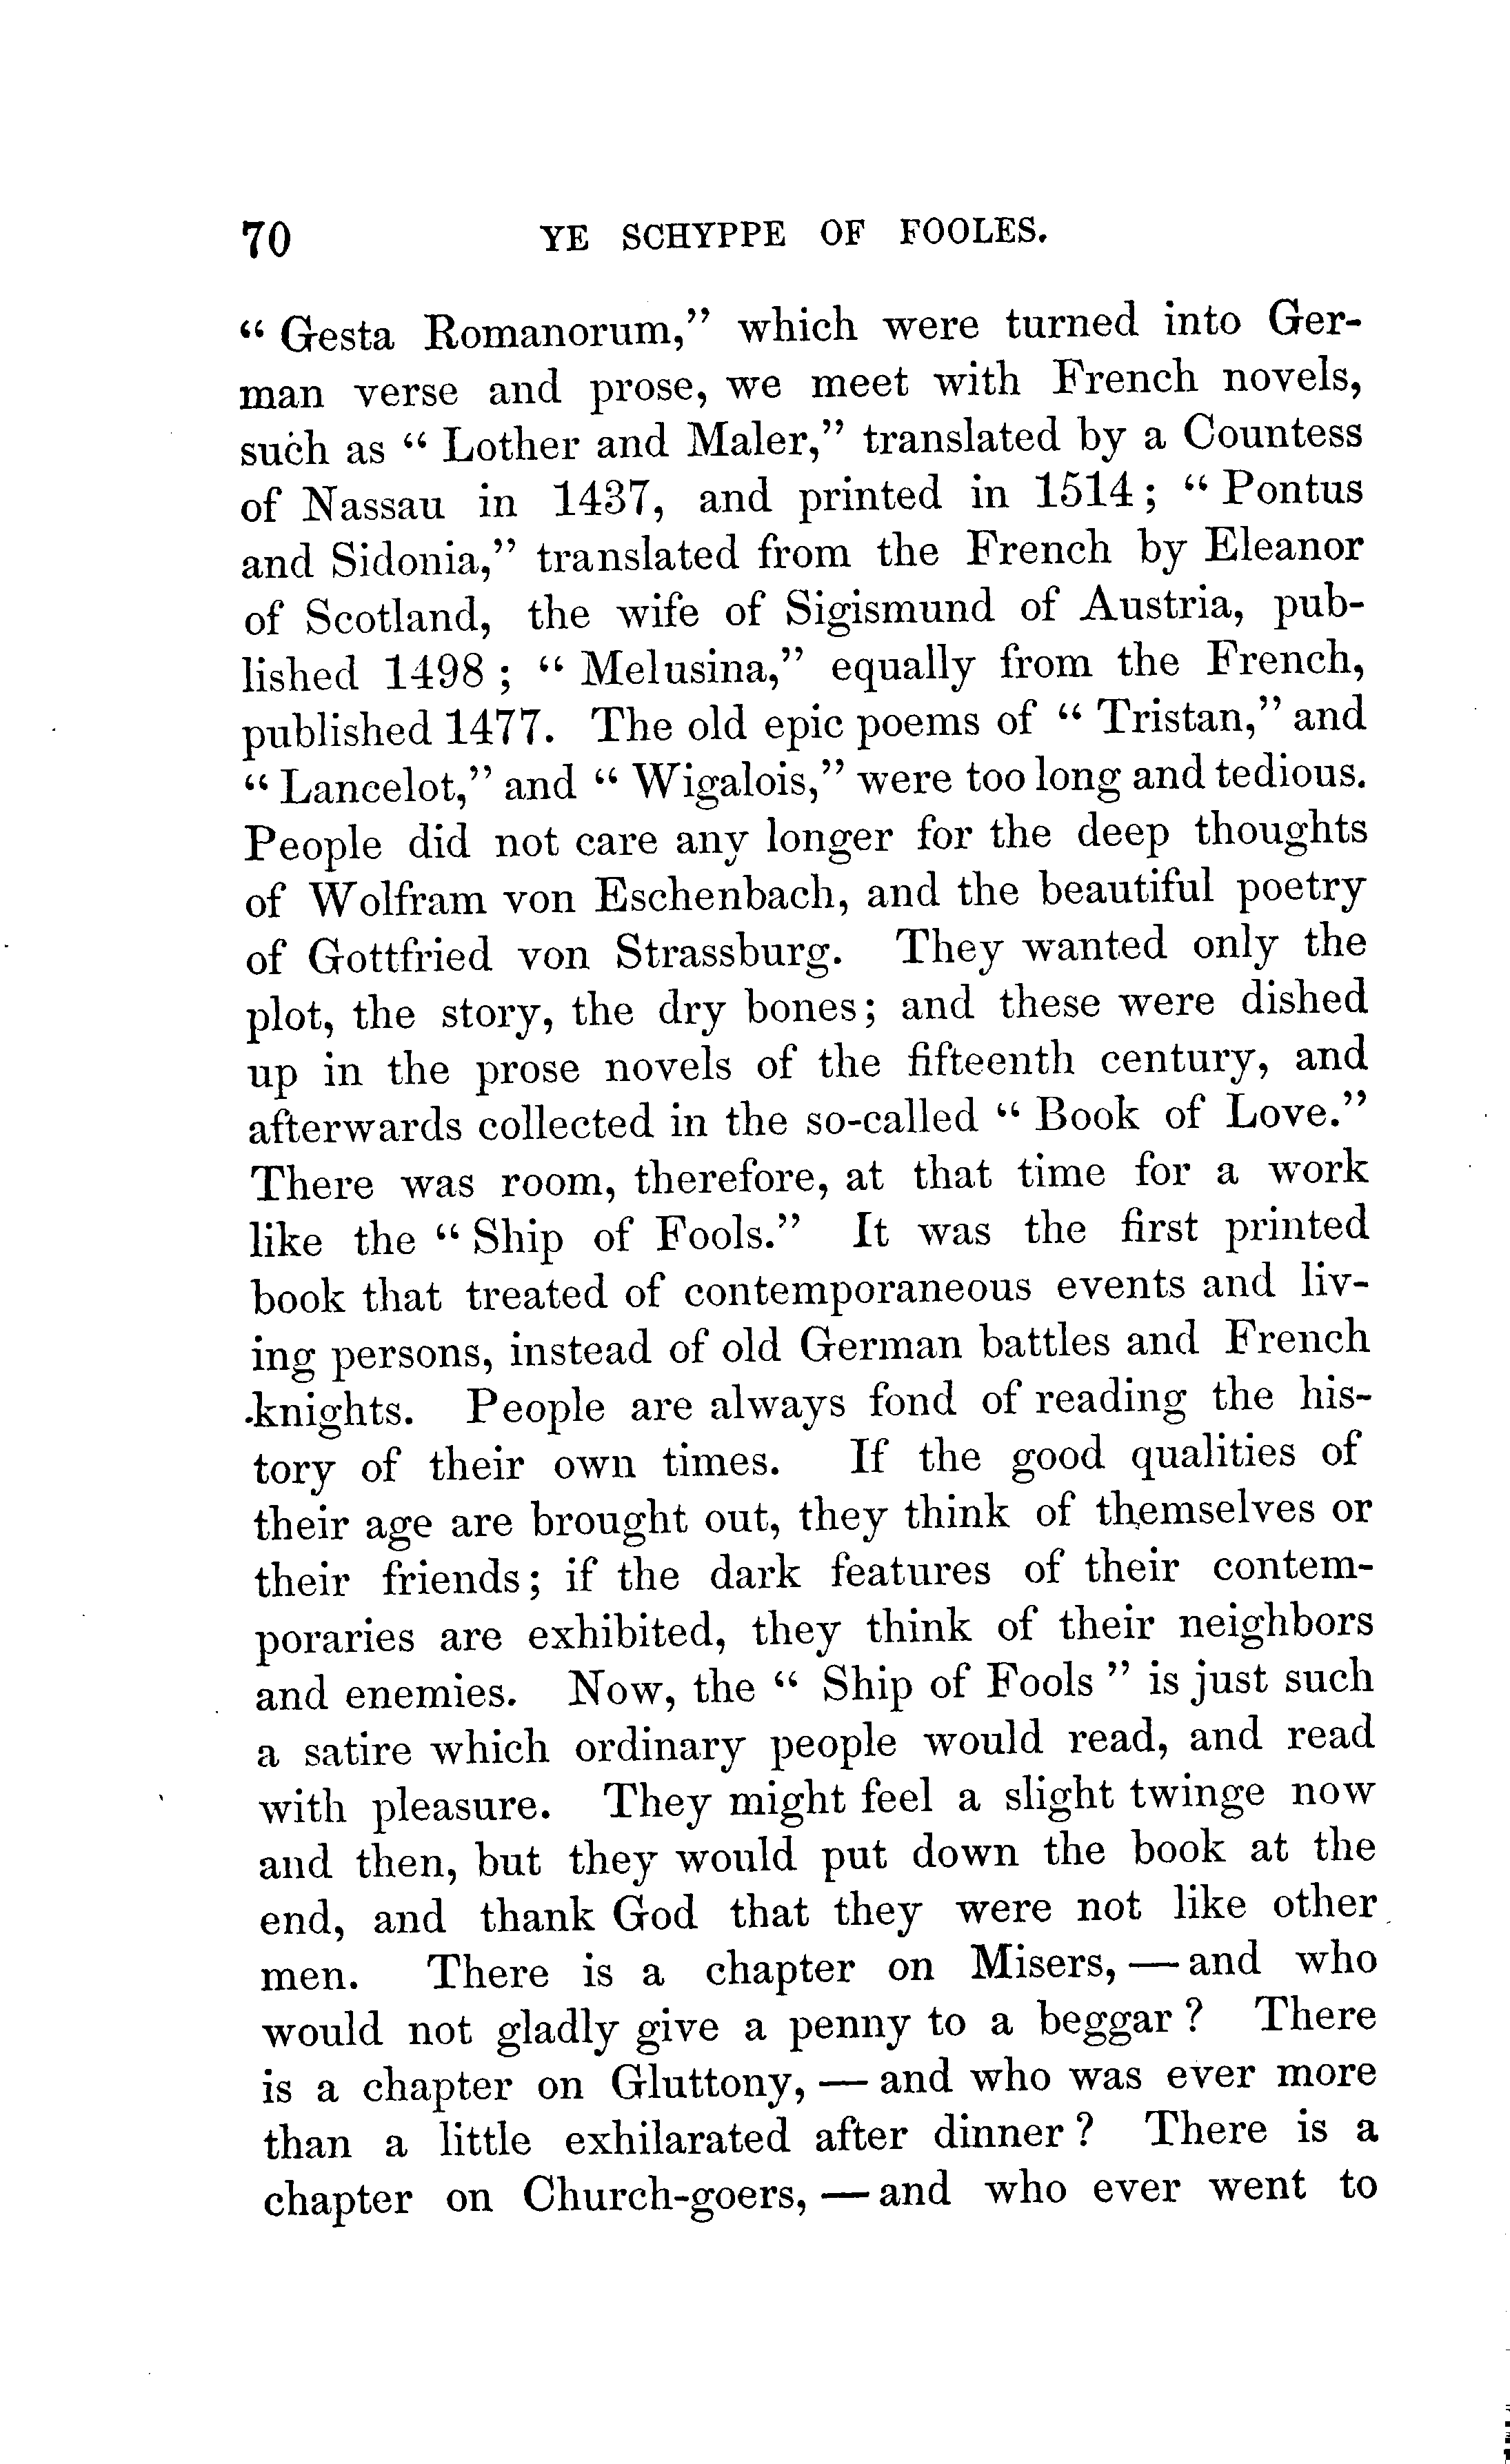 70 YE SCHYPPE OF FOOLES.
“ Gesta Romanorum,” which were turned into Ger-
man verse and prose, we meet with French novels,
such as “ Lother and Maler,” translated by a Countess
of Nassau in 1437, and printed in 1514; “ Pontus
and Sidonia,” translated from the French by Eleanor
of Scotland, the wife of Sigismund of Austria, pub-
lished 1498 ; “ Melusina,” equally from the French,
published 1477. The old epic poems of “ Tristan,” and
“ Lancelot,” and “ Wigalois,” were too long and tedious.
People did not care any longer for the deep thoughts
of Wolfram von Eschenbach, and the beautiful poetry
of Gottfried von Strassburg. They wanted only the
plot, the story, the dry bones; and these were dished
up in the prose novels of the fifteenth century, and
afterwards collected in the so-called “ Book of Love.”
There was room, therefore, at that time for a work
like the “ Ship of Fools.” It was the first printed
book that treated of contemporaneous events and liv-
ing persons, instead of old German battles and French
knights. People are always fond of reading the his-
tory of their own times. If the good qualities of
their age are brought out, they think of themselves or
their friends; if the dark features of their contem-
poraries are exhibited, they think of their neighbors
and enemies. Now, the “ Ship of Fools ” is just such
a satire which ordinary people would read, and read
with pleasure. They might feel a slight twinge now
and then, but they would put down the book at the
end, and thank God that they were not like other
men. There is a chapter on Misers, — and who
would not gladly give a penny to a beggar ? There
is a chapter on Gluttony, — and who was ever more
than a little exhilarated after dinner ? There is a
chapter on Church-goers, — and who ever went to